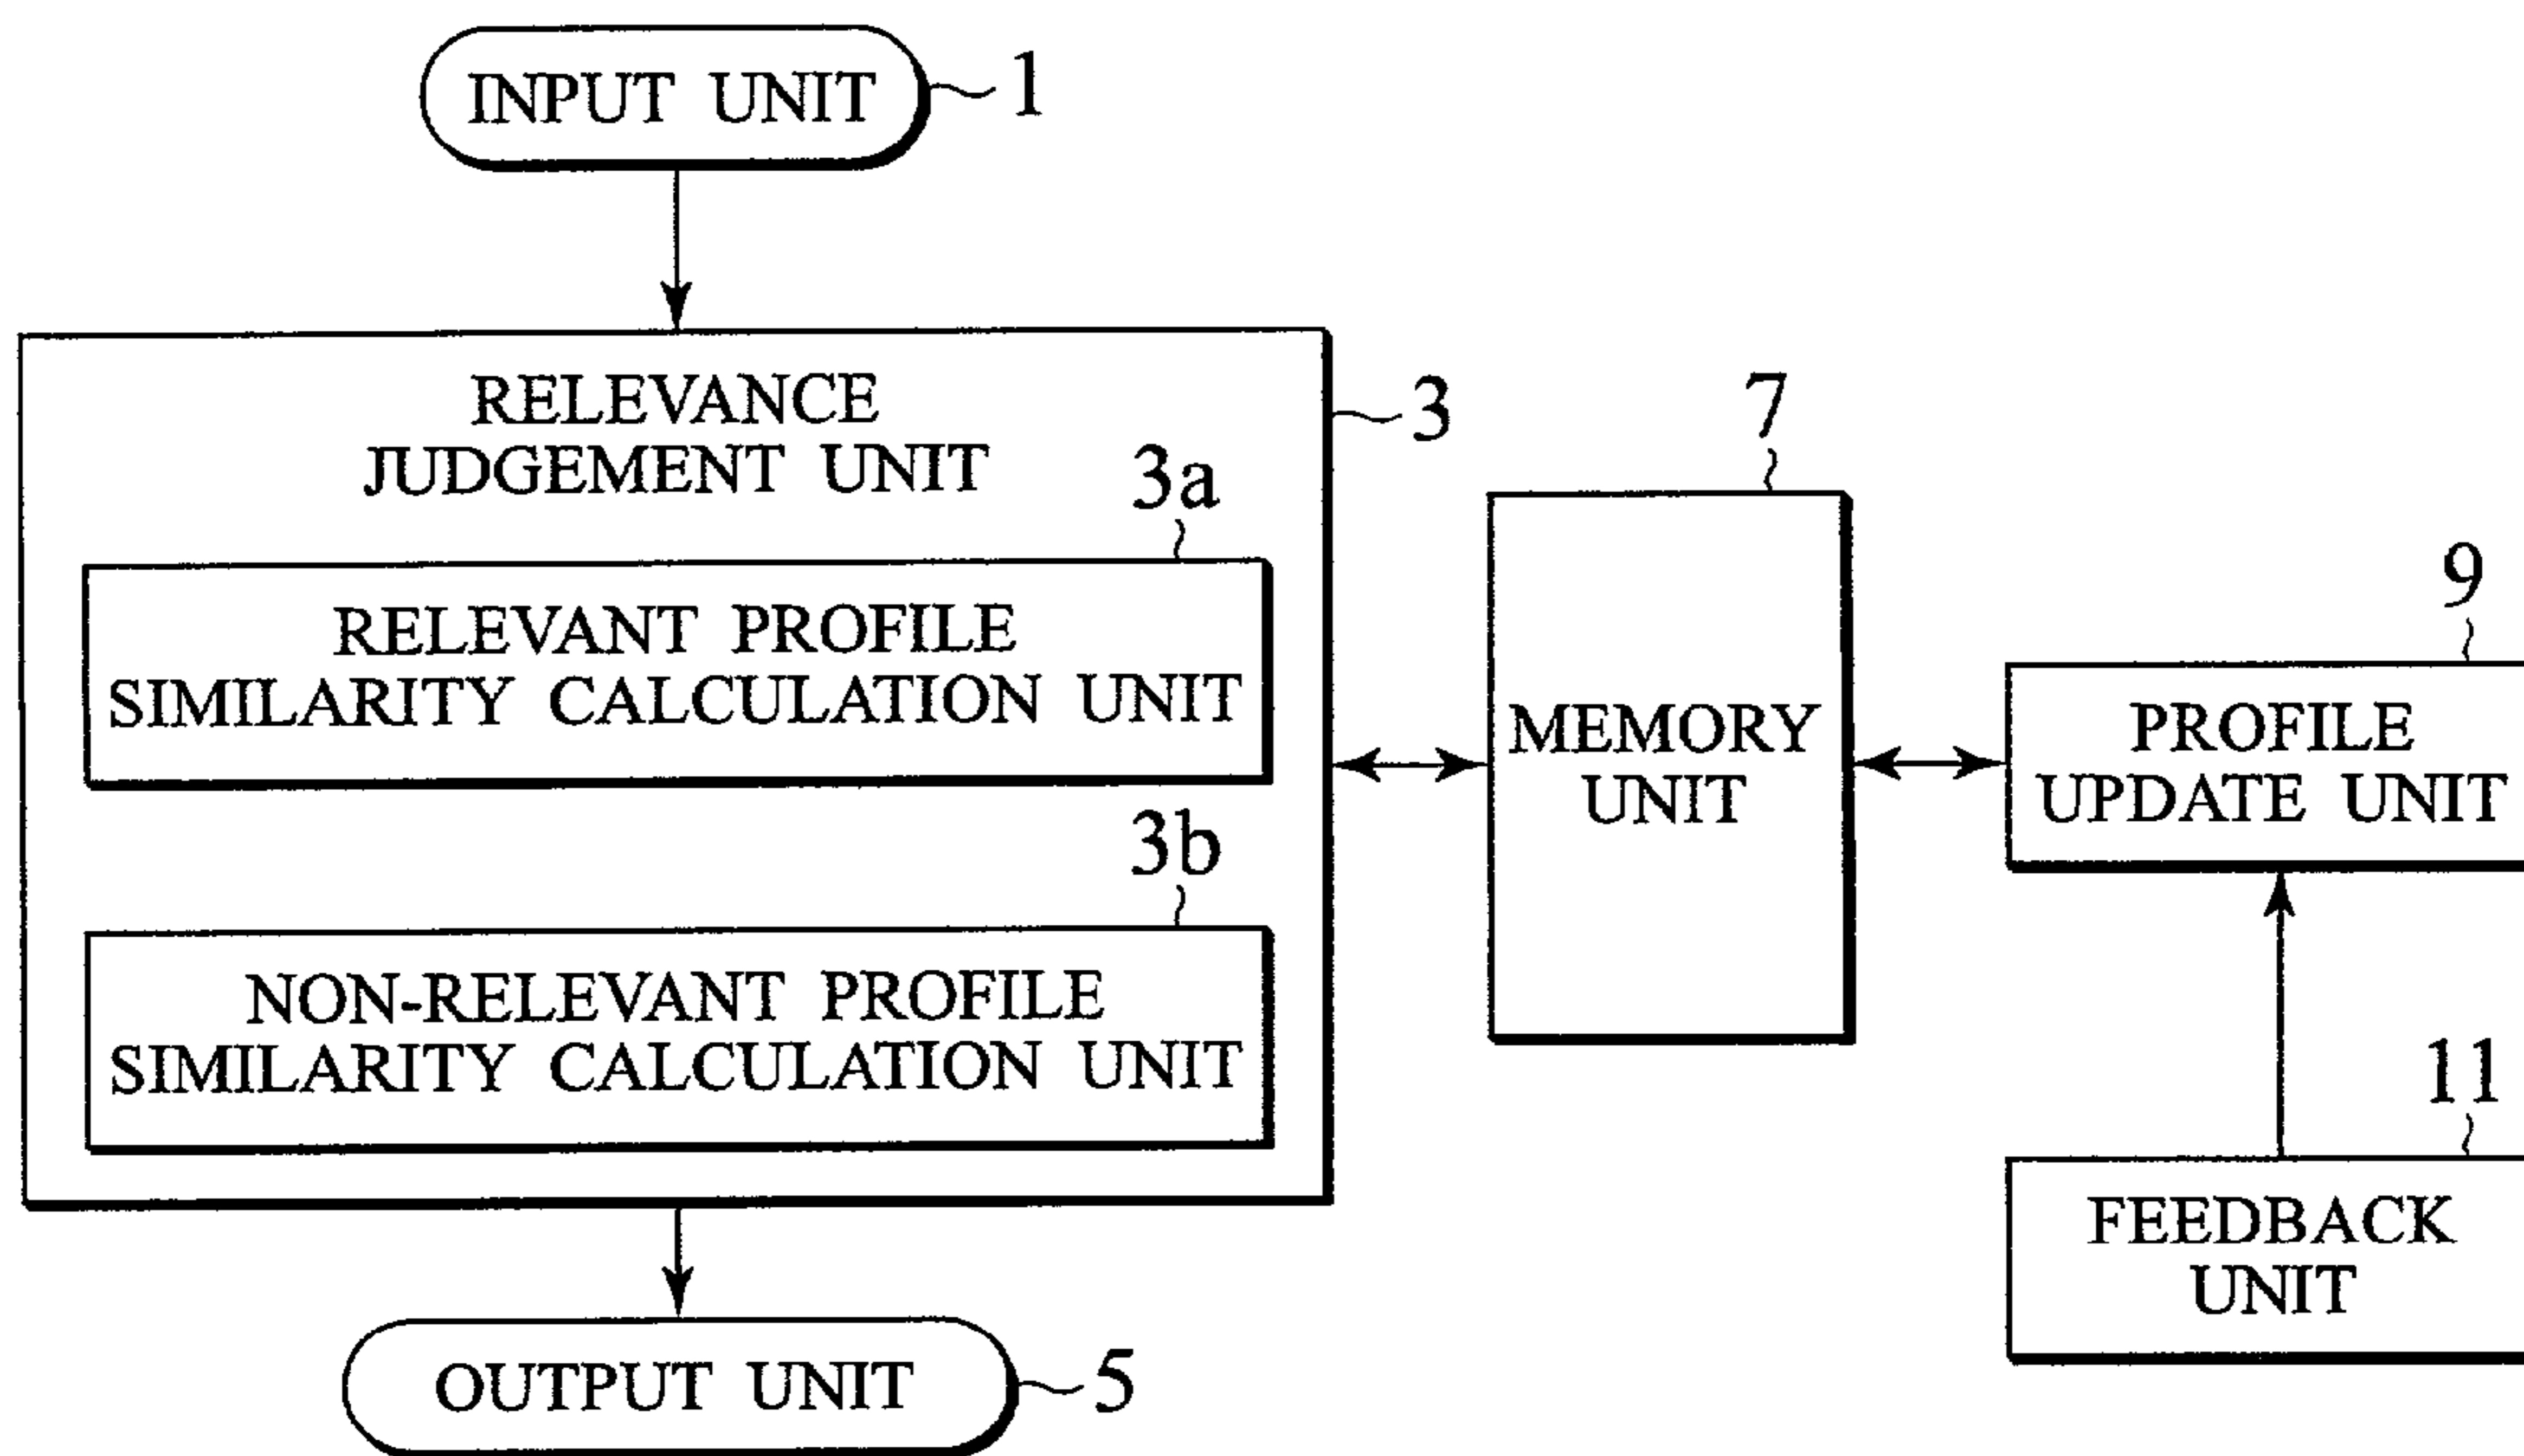 INPUT UNIT
1
RELEVANCE
JUDGEMENT UNIT
3
3a
RELEVANT PROFILE
SIMILARITY CALCULATION UNIT
3b
NON-RELEVANT PROFILE
SIMILARITY CALCULATION UNIT
OUTPUT UNIT
5
7
MEMORY
UNIT
9
PROFILE
UPDATE UNIT
11
FEEDBACK
UNIT